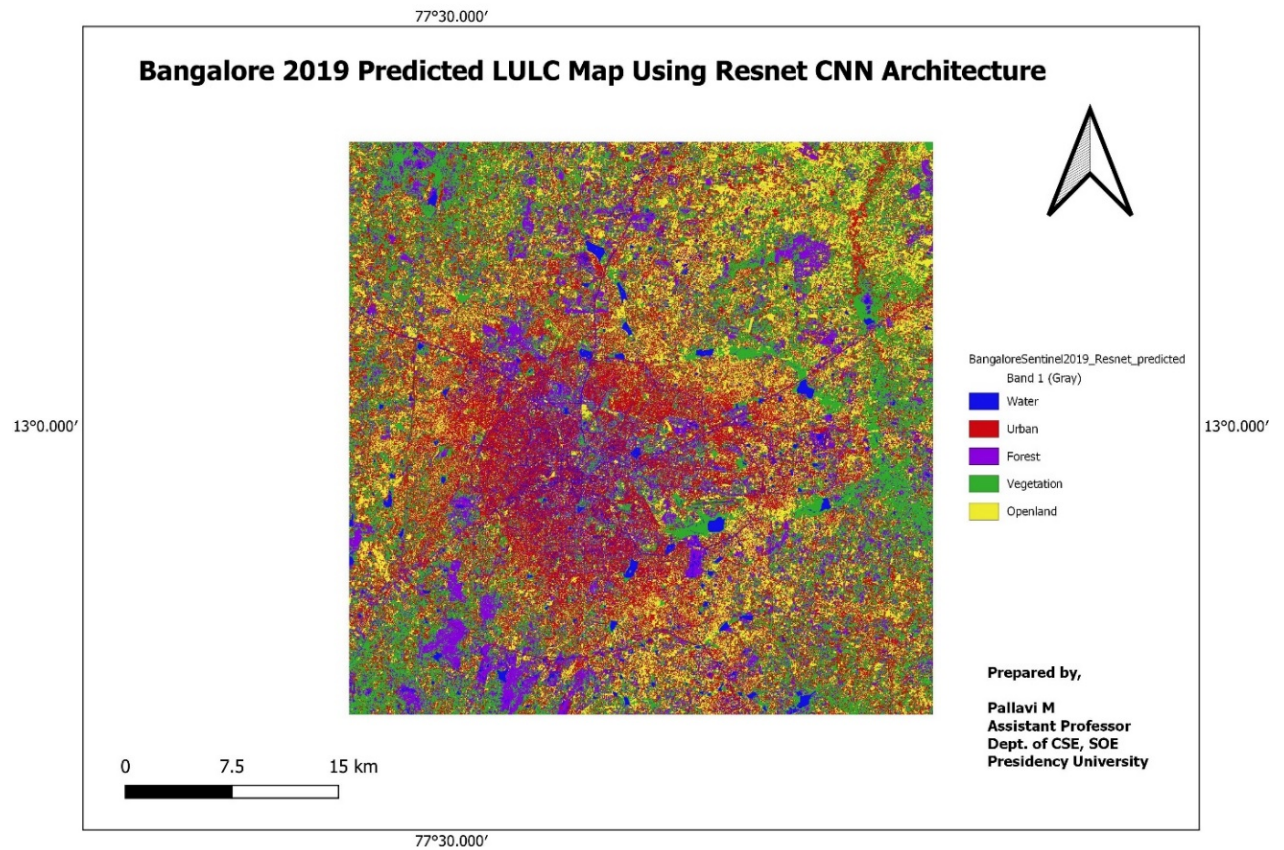 77°30.000′
Bangalore 2019 Predicted LULC Map Using Resnet CNN Architecture
BangaloreSentinel2019_Resnet_predicted
Band 1 (Gray)
Water
Urban
Forest
Vegetation
Openland
13°0.000′
13°0.000′
Prepared by,
Pallavi M
Assistant Professor
Dept. of CSE, SOE
Presidency University
0 7.5 15 km
77°30.000′